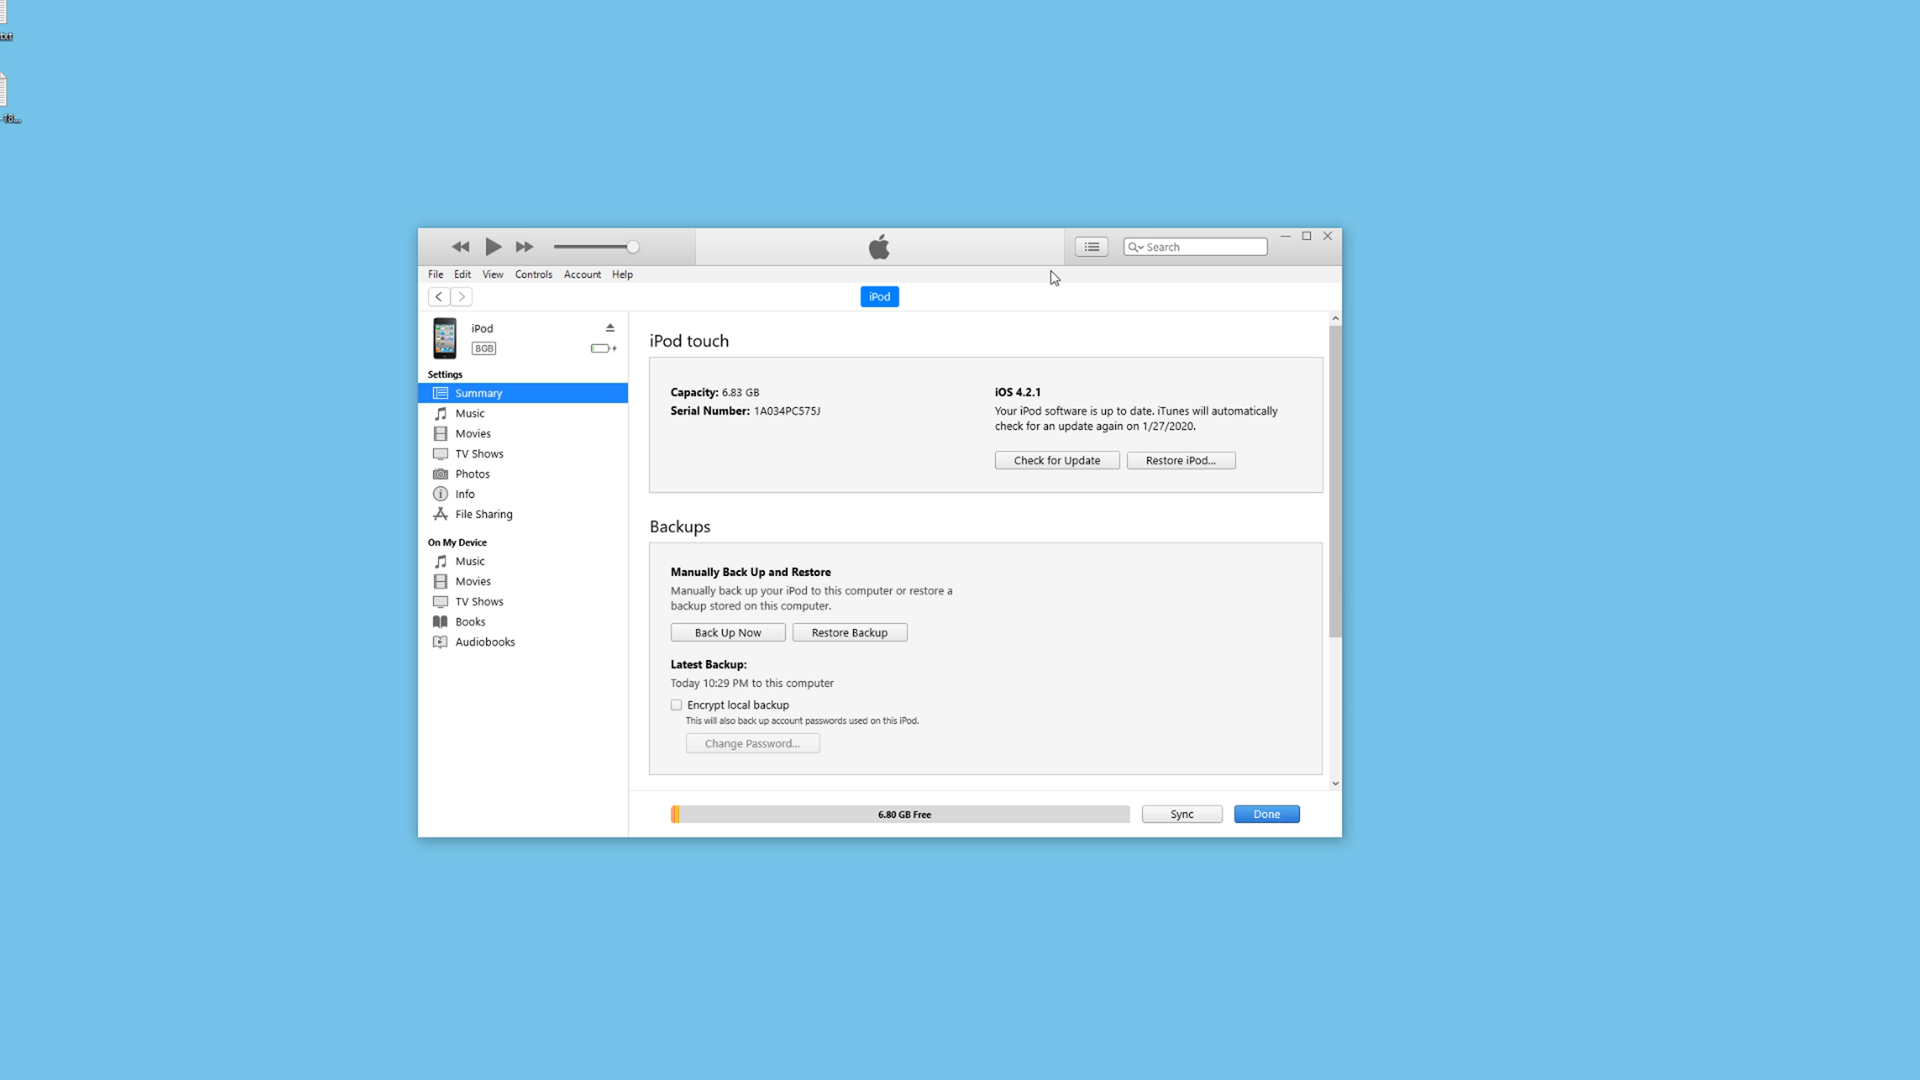 txt
-18...
Search
File Edit View Controls Account Help
iPod
iPod
8GB
Settings
Summary
Music
Movies
TV Shows
Photos
Info
File Sharing
On My Device
Music
Movies
TV Shows
Books
Audiobooks
iPod touch
Capacity: 6.83 GB
Serial Number: 1A034PC575J
iOS 4.2.1
Your iPod software is up to date. iTunes will automatically
check for an update again on 1/27/2020.
Check for Update Restore iPod...
Backups
Manually Back Up and Restore
Manually back up your iPod to this computer or restore a
backup stored on this computer.
Back Up Now Restore Backup
Latest Backup:
Today 10:29 PM to this computer
Encrypt local backup
This will also back up account passwords used on this iPod.
Change Password...
6.80 GB Free
Sync Done